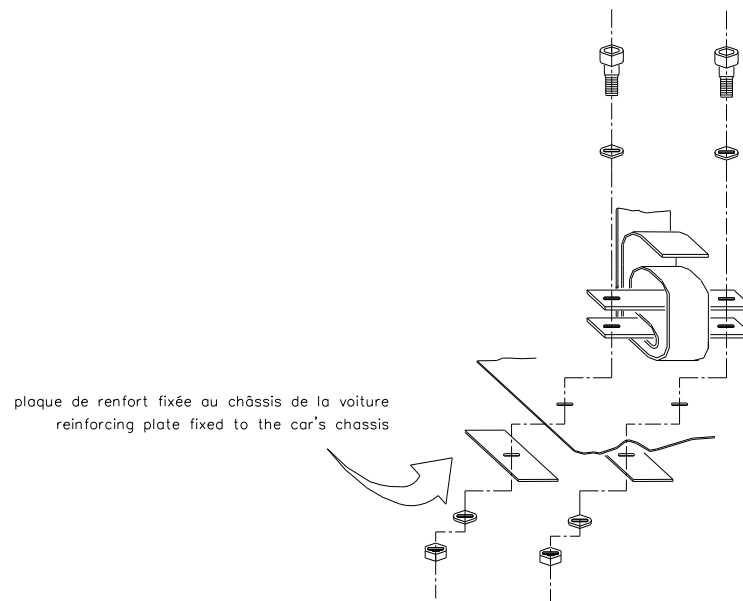 plaque de renfort fixée au châssis de la voiture
reinforcing plate fixed to the car's chassis